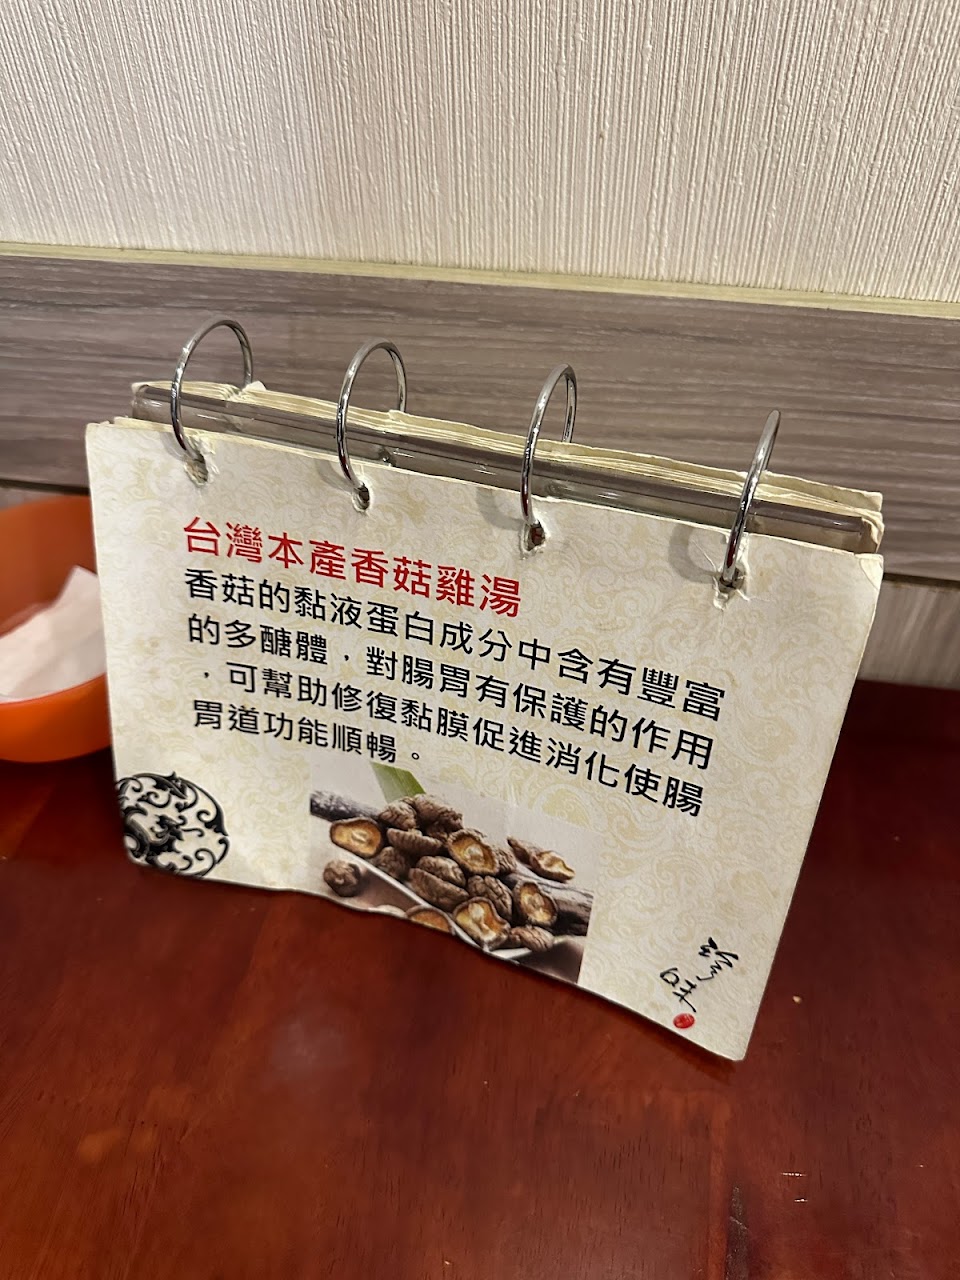 台灣本產香菇雞湯
香菇的黏液蛋白成分中含有豐富
的多醣體，對腸胃有保護的作用
，可幫助修復黏膜促進消化使腸
胃道功能順暢。
珍味